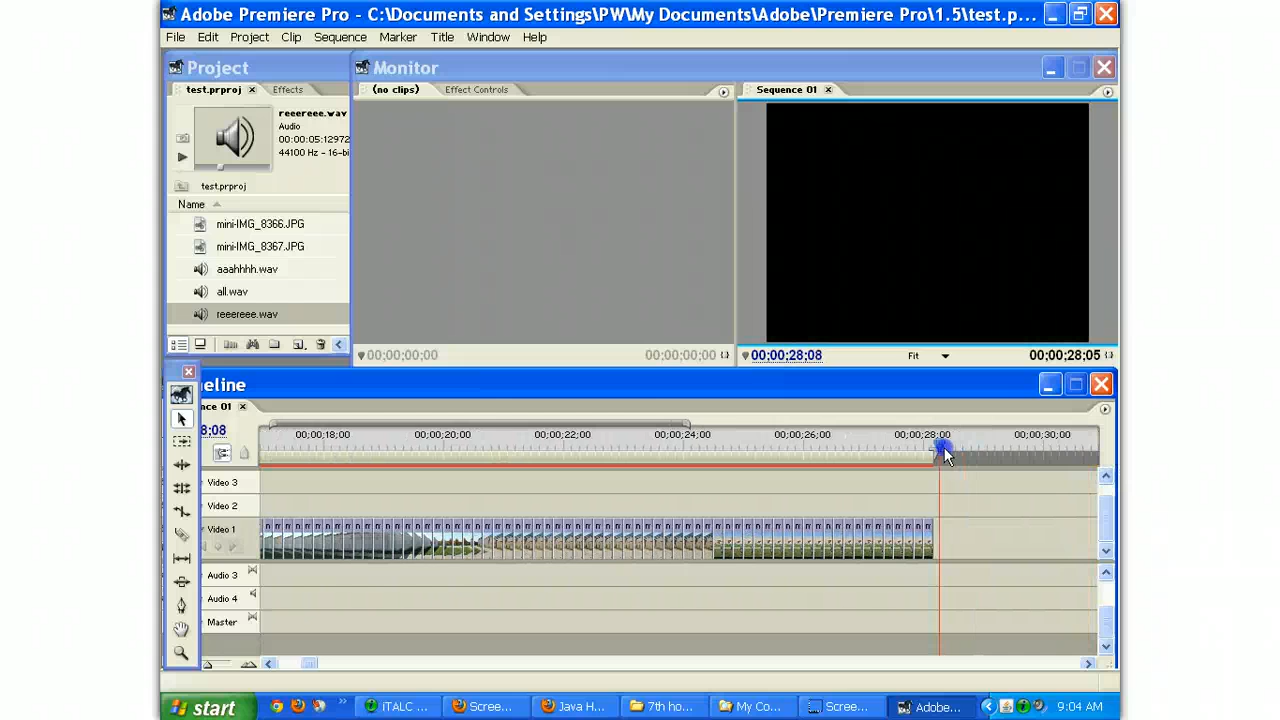 Adobe Premiere Pro - C:\Documents and Settings\PW\My Documents\Adobe\Premiere Pro\1.5\test.p...
File Edit Project Clip Sequence Marker Title Window Help
Project
test.prproj Effects
reeereee.wav
Audio
00:00:05:12972
44100 Hz - 16-bi
test.prproj
Name
mini-IMG_8366.JPG
mini-IMG_8367.JPG
aaahhhh.wav
all.wav
reeereee.wav
Monitor
(no clips) Effect Controls
00;00;00;00 00;00;00;00
Sequence 01
00;00;28;08 Fit 00;00;28;05
eline
nce 01
8;08
00;00;18;00 00;00;20;00 00;00;22;00 00;00;24;00 00;00;26;00 00;00;28;00 00;00;30;00
Video 3
Video 2
Video 1
Audio 3
Audio 4
Master
start iTALC ... Scree... Java H... 7th ho... My Co... Scree... Adobe... 9:04 AM